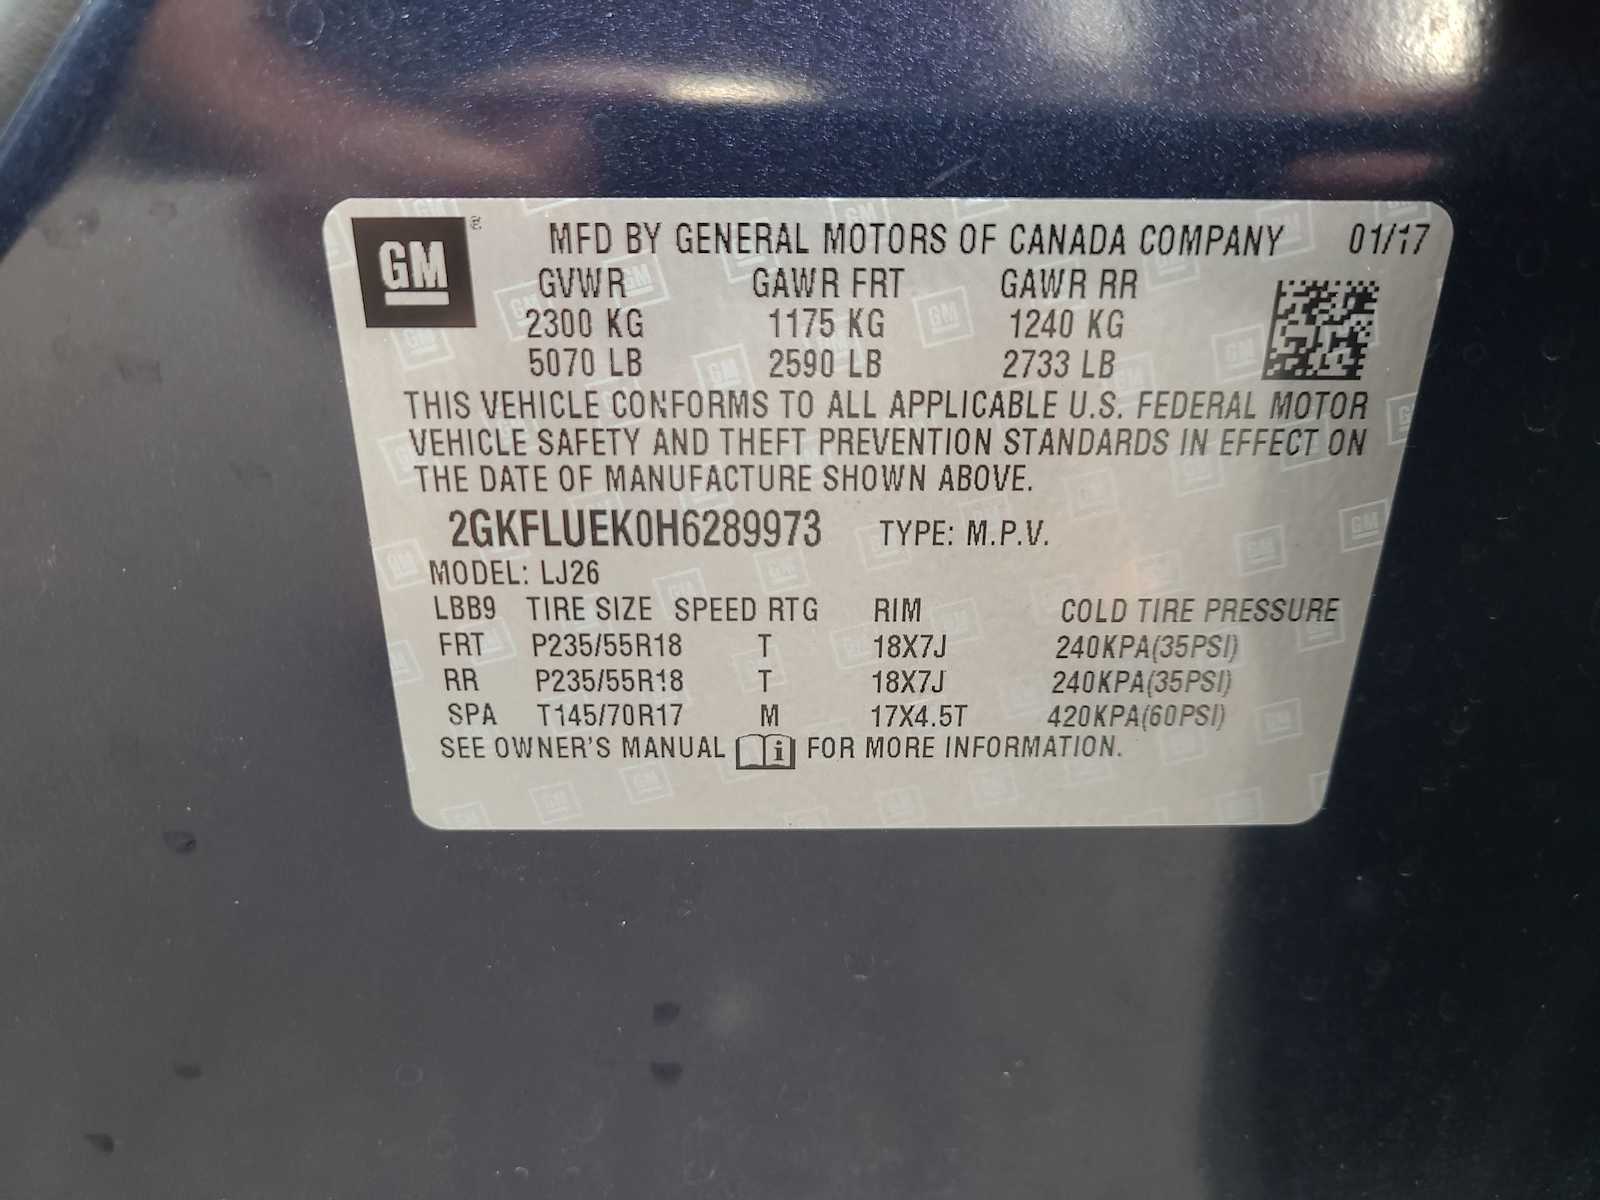 GM ® MFD BY GENERAL MOTORS OF CANADA COMPANY 01/17
GVWR GAWR FRT GAWR RR
2300 KG 1175 KG 1240 KG
5070 LB 2590 LB 2733 LB
THIS VEHICLE CONFORMS TO ALL APPLICABLE U.S. FEDERAL MOTOR
VEHICLE SAFETY AND THEFT PREVENTION STANDARDS IN EFFECT ON
THE DATE OF MANUFACTURE SHOWN ABOVE.
2GKFLUEK0H6289973 TYPE: M.P.V.
MODEL: LJ26
LBB9 TIRE SIZE SPEED RTG RIM COLD TIRE PRESSURE
FRT P235/55R18 T 18X7J 240KPA(35PSI)
RR P235/55R18 T 18X7J 240KPA(35PSI)
SPA T145/70R17 M 17X4.5T 420KPA(60PSI)
SEE OWNER'S MANUAL i FOR MORE INFORMATION.